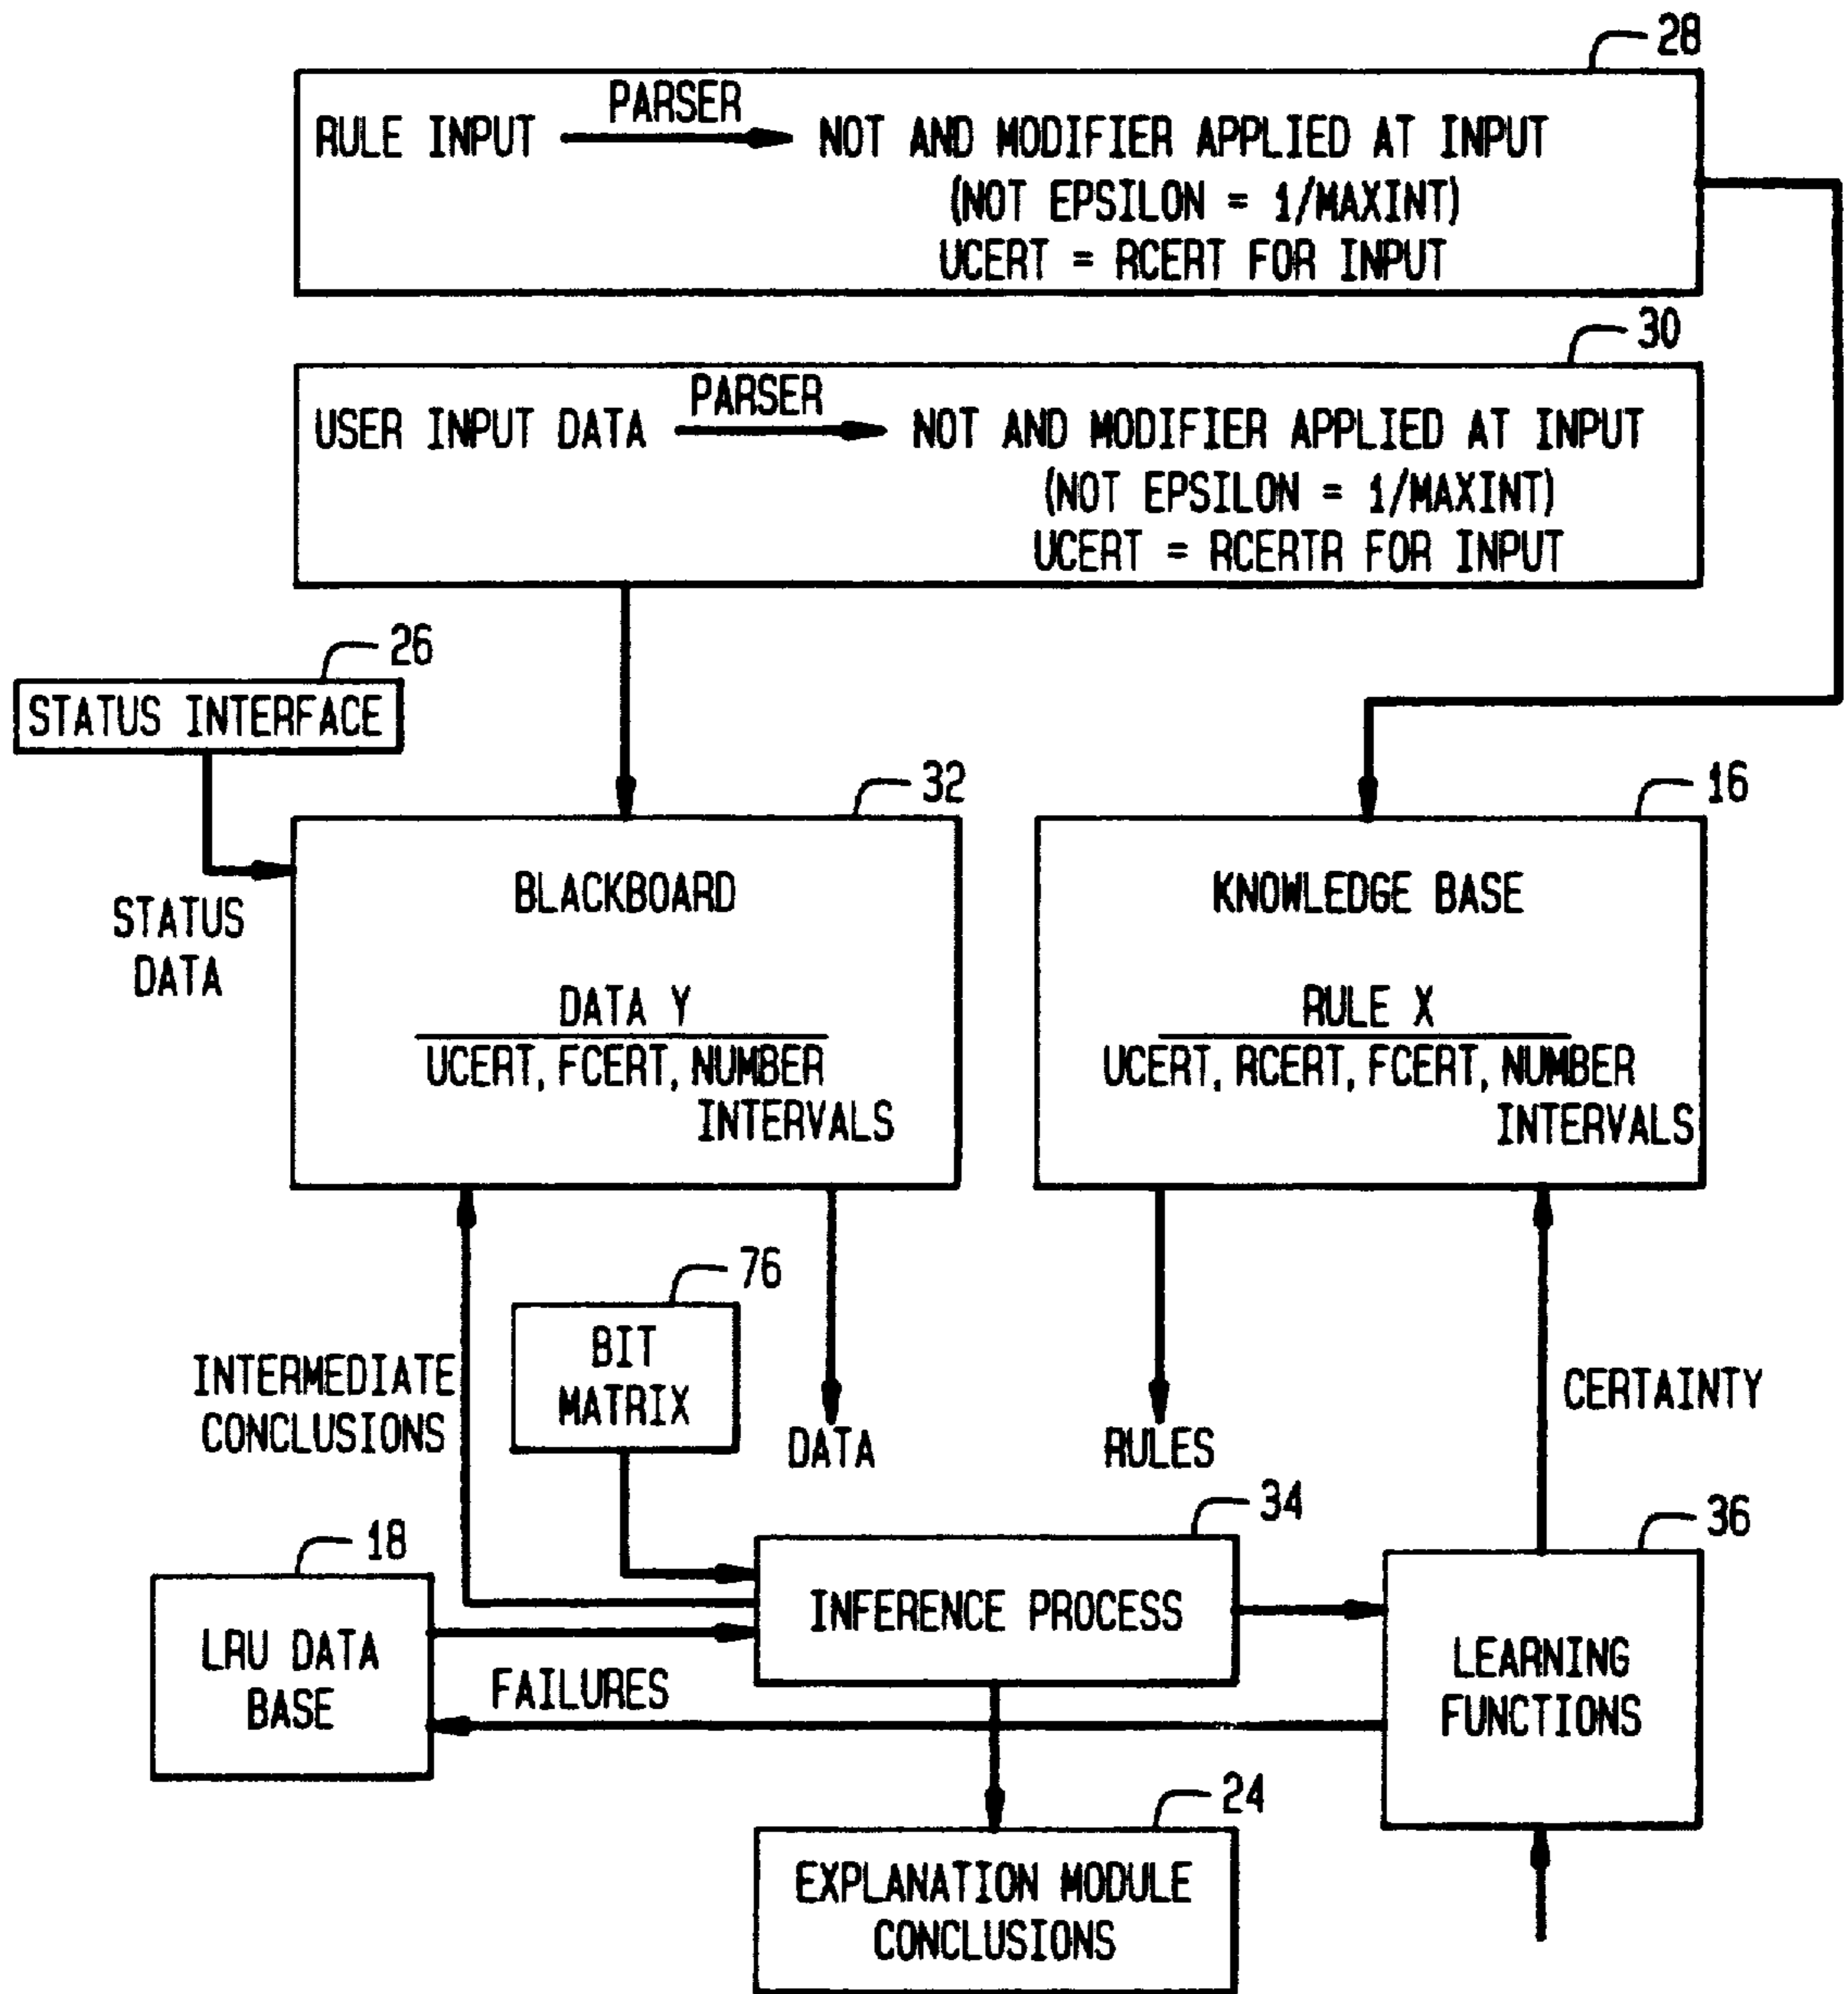 28
PARSER
RULE INPUT NOT AND MODIFIER APPLIED AT INPUT
(NOT EPSILON = 1/MAXINT)
UCERT = RCERT FOR INPUT
30
PARSER
USER INPUT DATA NOT AND MODIFIER APPLIED AT INPUT
(NOT EPSILON = 1/MAXINT)
UCERT = RCERTR FOR INPUT
26
STATUS INTERFACE
STATUS
DATA
32
BLACKBOARD
DATA Y
UCERT, FCERT, NUMBER
INTERVALS
16
KNOWLEDGE BASE
RULE X
UCERT, RCERT, FCERT, NUMBER
INTERVALS
INTERMEDIATE
CONCLUSIONS
76
BIT
MATRIX
DATA
RULES
CERTAINTY
18
LRU DATA
BASE
34
INFERENCE PROCESS
36
LEARNING
FUNCTIONS
FAILURES
24
EXPLANATION MODULE
CONCLUSIONS